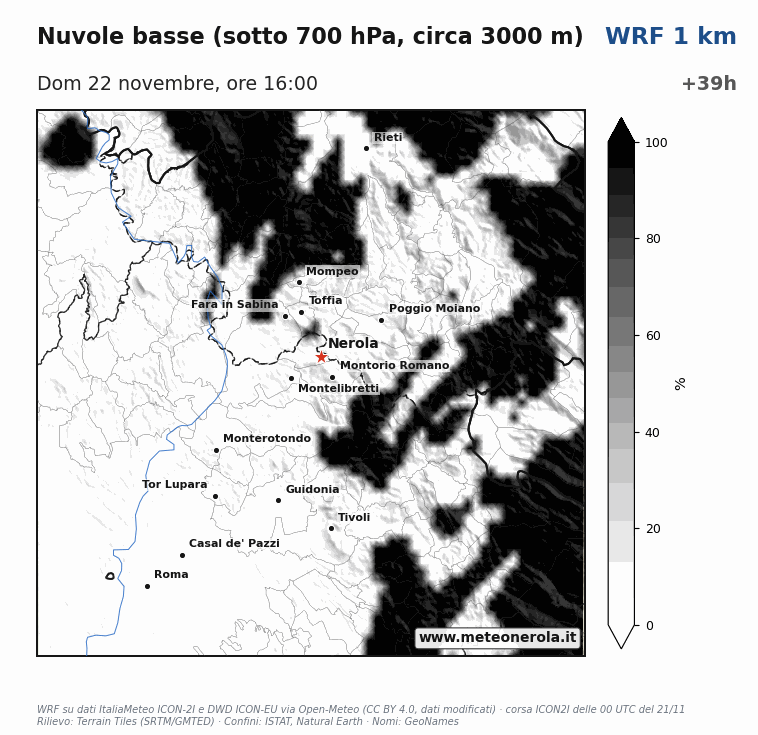 Nuvole basse (sotto 700 hPa, circa 3000 m) WRF 1 km
Dom 22 novembre, ore 16:00 +39h
Rieti
Mompeo
Fara in Sabina
Toffia
Poggio Moiano
Nerola
Montorio Romano
Montelibretti
Monterotondo
Tor Lupara
Guidonia
Tivoli
Casal de' Pazzi
Roma
www.meteonerola.it
100
80
60
40
20
0
%
WRF su dati ItaliaMeteo ICON-2I e DWD ICON-EU via Open-Meteo (CC BY 4.0, dati modificati) · corsa ICON2I delle 00 UTC del 21/11
Rilievo: Terrain Tiles (SRTM/GMTED) · Confini: ISTAT, Natural Earth · Nomi: GeoNames